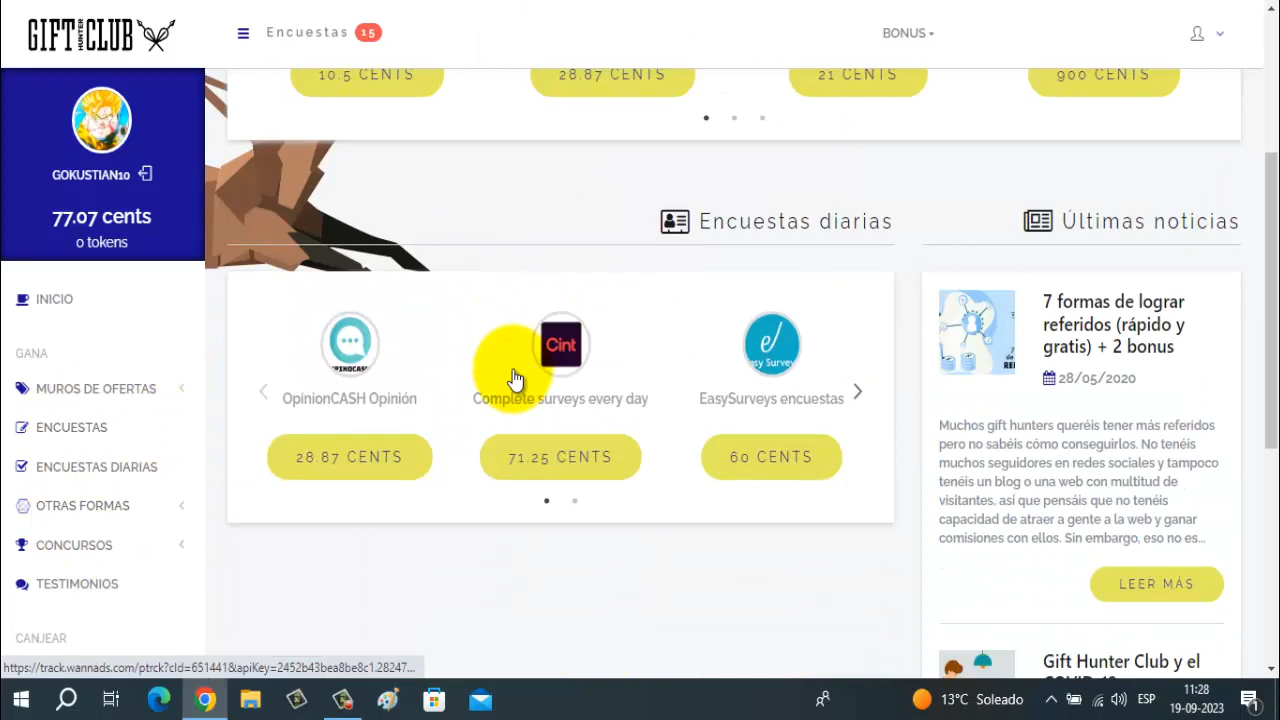 GIFT HUNTER CLUB
Encuestas 15
BONUS
10.5 CENTS
28.87 CENTS
21 CENTS
900 CENTS
GOKUSTIAN10
77.07 cents
0 tokens
INICIO
GANA
MUROS DE OFERTAS
ENCUESTAS
ENCUESTAS DIARIAS
OTRAS FORMAS
CONCURSOS
TESTIMONIOS
CANJEAR
Encuestas diarias
OpinionCASH Opinión
28.87 CENTS
Cint
Complete surveys every day
71.25 CENTS
EasySurveys encuestas
60 CENTS
Últimas noticias
7 formas de lograr
referidos (rápido y
gratis) + 2 bonus
28/05/2020
Muchos gift hunters queréis tener más referidos
pero no sabéis cómo conseguirlos. No tenéis
muchos seguidores en redes sociales y tampoco
tenéis un blog o una web con multitud de
visitantes, así que pensáis que no tenéis
capacidad de atraer a gente a la web y ganar
comisiones con ellos. Sin embargo, eso no es...
LEER MÁS
Gift Hunter Club y el
https://track.wannads.com/ptrck?cId=651441&apiKey=2452b43bea8be8c1.28247...
13°C Soleado
ESP
11:28
19-09-2023
1